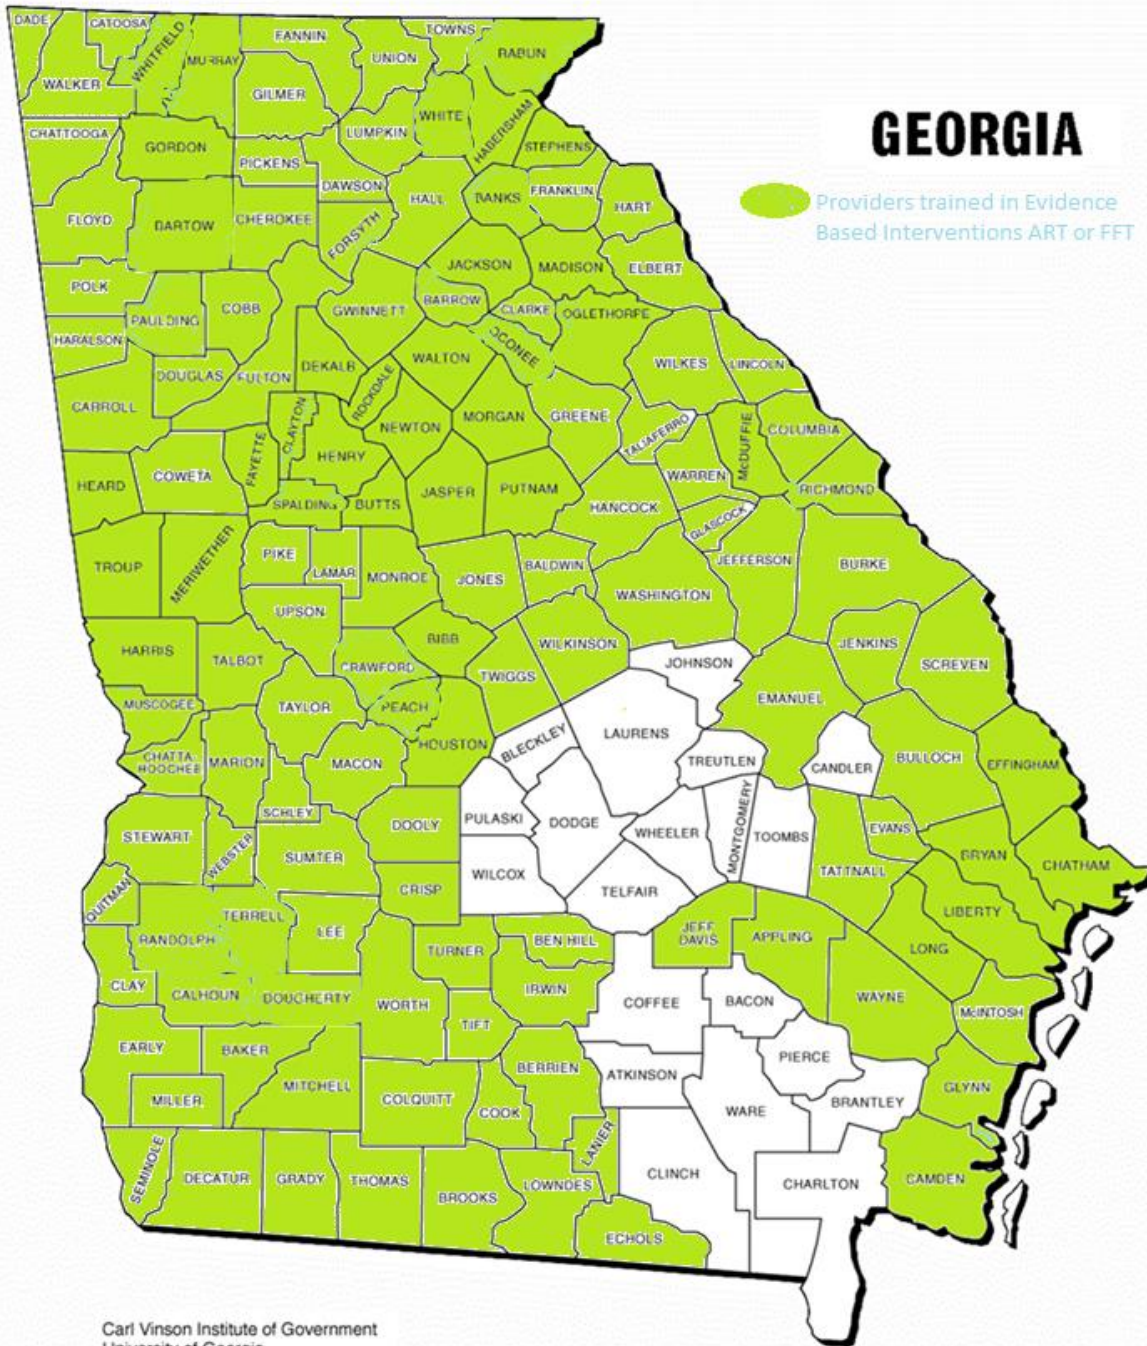 DADE
CATOOSA
WHITFIELD
MURRAY
FANNIN
UNION
TOWNS
RABUN
WALKER
GILMER
CHATTOOGA
GORDON
PICKENS
LUMPKIN
WHITE
HABERSHAM
STEPHENS
GEORGIA
Providers trained in Evidence
Based Interventions ART or FFT
DAWSON
HALL
BANKS
FRANKLIN
HART
FLOYD
BARTOW
CHEROKEE
FORSYTH
JACKSON
MADISON
ELBERT
POLK
PAULDING
COBB
GWINNETT
BARROW
CLARKE
OGLETHORPE
HARALSON
OCONEE
DOUGLAS
FULTON
DEKALB
ROCKDALE
WALTON
WILKES
LINCOLN
CARROLL
CLAYTON
NEWTON
MORGAN
GREENE
TALIAFERRO
McDUFFIE
COLUMBIA
HEARD
COWETA
FAYETTE
HENRY
WARREN
RICHMOND
SPALDING
BUTTS
JASPER
PUTNAM
HANCOCK
GLASCOCK
TROUP
MERIWETHER
PIKE
LAMAR
MONROE
JONES
BALDWIN
WASHINGTON
JEFFERSON
BURKE
UPSON
HARRIS
TALBOT
CRAWFORD
BIBB
TWIGGS
WILKINSON
JOHNSON
JENKINS
SCREVEN
MUSCOGEE
TAYLOR
PEACH
EMANUEL
CHATTA-
HOOCHEE
MARION
MACON
HOUSTON
BLECKLEY
LAURENS
TREUTLEN
CANDLER
BULLOCH
EFFINGHAM
SCHLEY
STEWART
WEBSTER
SUMTER
DOOLY
PULASKI
DODGE
WHEELER
MONTGOMERY
TOOMBS
EVANS
TATTNALL
BRYAN
CHATHAM
QUITMAN
CRISP
WILCOX
TELFAIR
RANDOLPH
TERRELL
LEE
TURNER
BEN HILL
JEFF
DAVIS
APPLING
LIBERTY
LONG
CLAY
CALHOUN
DOUGHERTY
WORTH
IRWIN
COFFEE
BACON
WAYNE
McINTOSH
TIFT
EARLY
BAKER
MITCHELL
BERRIEN
ATKINSON
PIERCE
MILLER
COLQUITT
COOK
WARE
BRANTLEY
GLYNN
SEMINOLE
DECATUR
GRADY
THOMAS
BROOKS
LOWNDES
LANIER
CLINCH
CHARLTON
CAMDEN
ECHOLS
Carl Vinson Institute of Government
University of Georgia